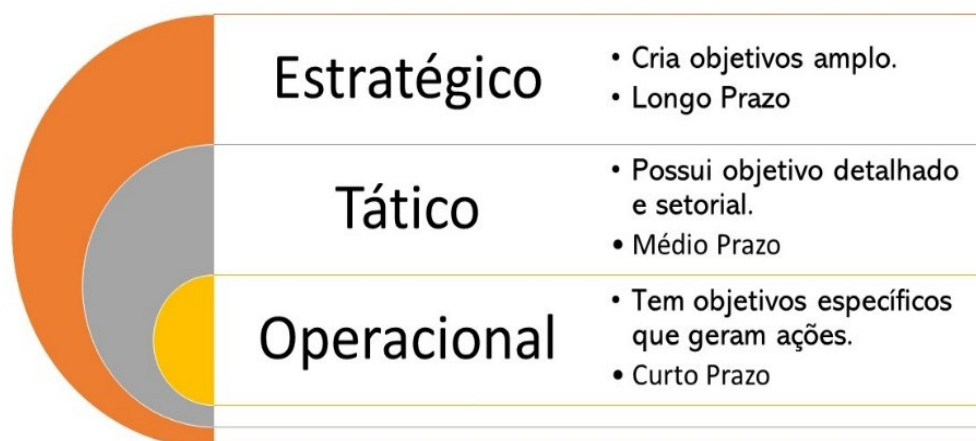 Estratégico
• Cria objetivos amplo.
• Longo Prazo
Tático
• Possui objetivo detalhado
e setorial.
• Médio Prazo
Operacional
• Tem objetivos específicos
que geram ações.
• Curto Prazo